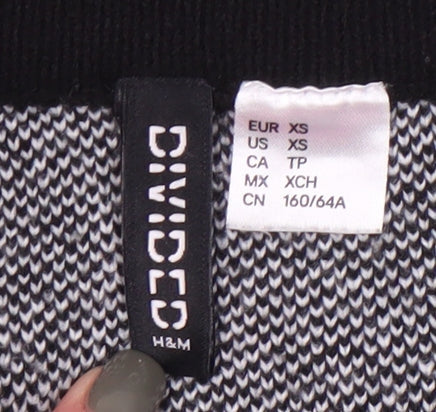 DIVIDED
H&M
EUR XS
US XS
CA TP
MX XCH
CN 160/64A